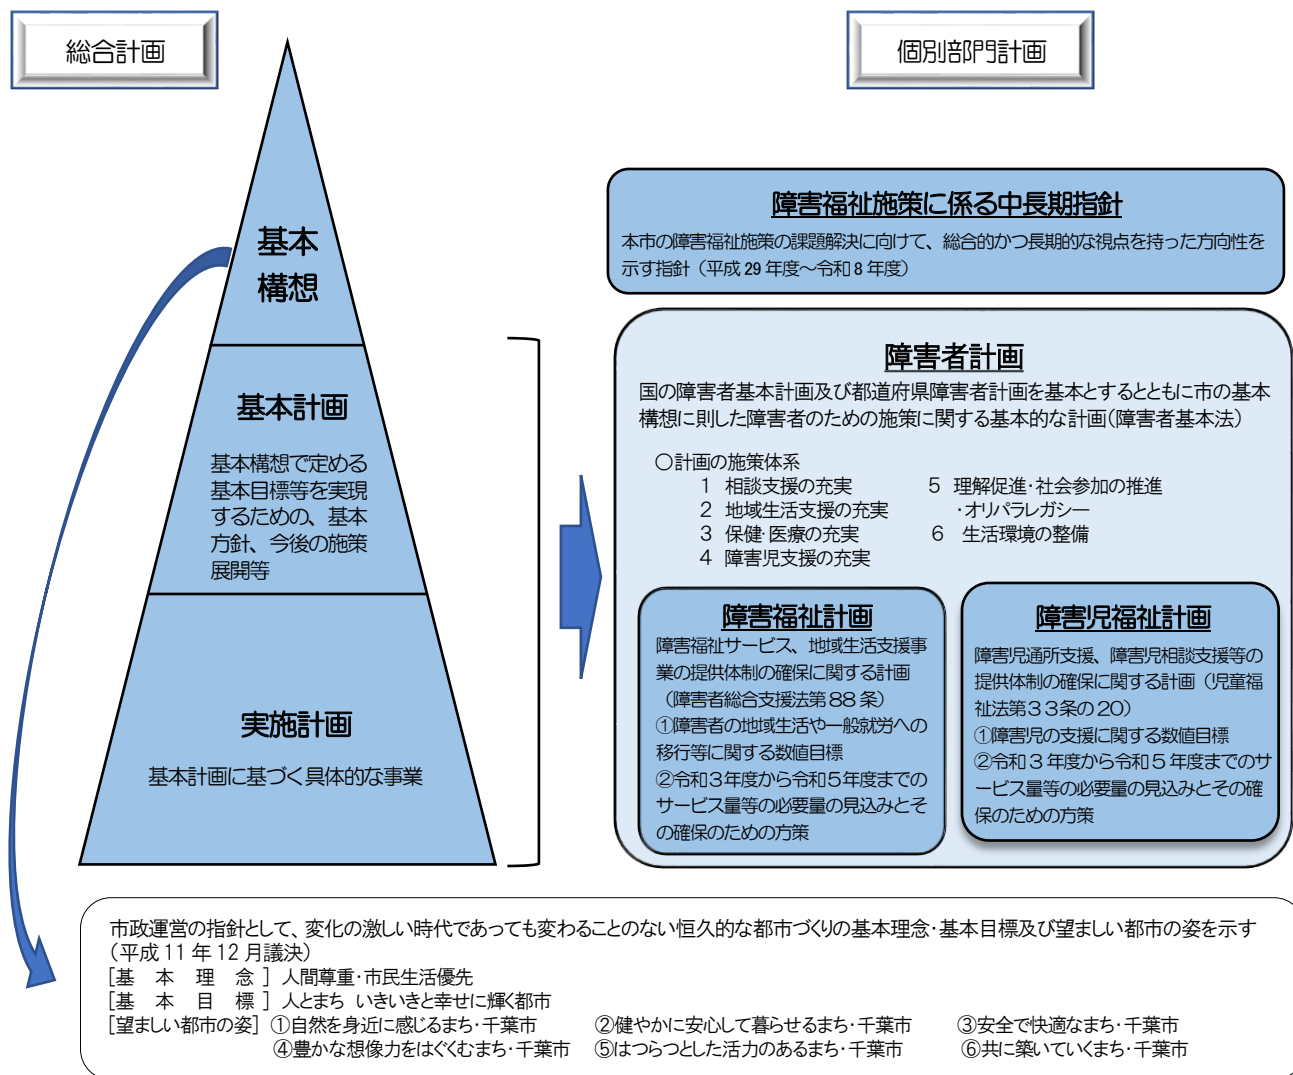 総合計画
個別部門計画
基本
構想
基本計画
基本構想で定める
基本目標等を実現
するための、基本
方針、今後の施策
展開等
実施計画
基本計画に基づく具体的な事業
障害福祉施策に係る中長期指針
本市の障害福祉施策の課題解決に向けて、総合的かつ長期的な視点を持った方向性を
示す指針（平成 29 年度～令和 8 年度）
障害者計画
国の障害者基本計画及び都道府県障害者計画を基本とするとともに市の基本
構想に則した障害者のための施策に関する基本的な計画(障害者基本法)
○計画の施策体系
1 相談支援の充実
2 地域生活支援の充実
3 保健・医療の充実
4 障害児支援の充実
5 理解促進・社会参加の推進
・オリパラレガシー
6 生活環境の整備
障害福祉計画
障害福祉サービス、地域生活支援事
業の提供体制の確保に関する計画
（障害者総合支援法第88条）
①障害者の地域生活や一般就労への
移行等に関する数値目標
②令和3年度から令和5年度までの
サービス量等の必要量の見込みとそ
の確保のための方策
障害児福祉計画
障害児通所支援、障害児相談支援等の
提供体制の確保に関する計画（児童福
祉法第33条の20）
①障害児の支援に関する数値目標
②令和3年度から令和5年度までのサ
ービス量等の必要量の見込みとその確
保のための方策
市政運営の指針として、変化の激しい時代であっても変わることのない恒久的な都市づくりの基本理念・基本目標及び望ましい都市の姿を示す
（平成 11 年 12 月議決）
[基　本　理　念 ] 人間尊重・市民生活優先
[基　本　目　標 ] 人とまち いきいきと幸せに輝く都市
[望ましい都市の姿] ①自然を身近に感じるまち・千葉市 ②健やかに安心して暮らせるまち・千葉市 ③安全で快適なまち・千葉市
④豊かな想像力をはぐくむまち・千葉市 ⑤はつらつとした活力のあるまち・千葉市 ⑥共に築いていくまち・千葉市